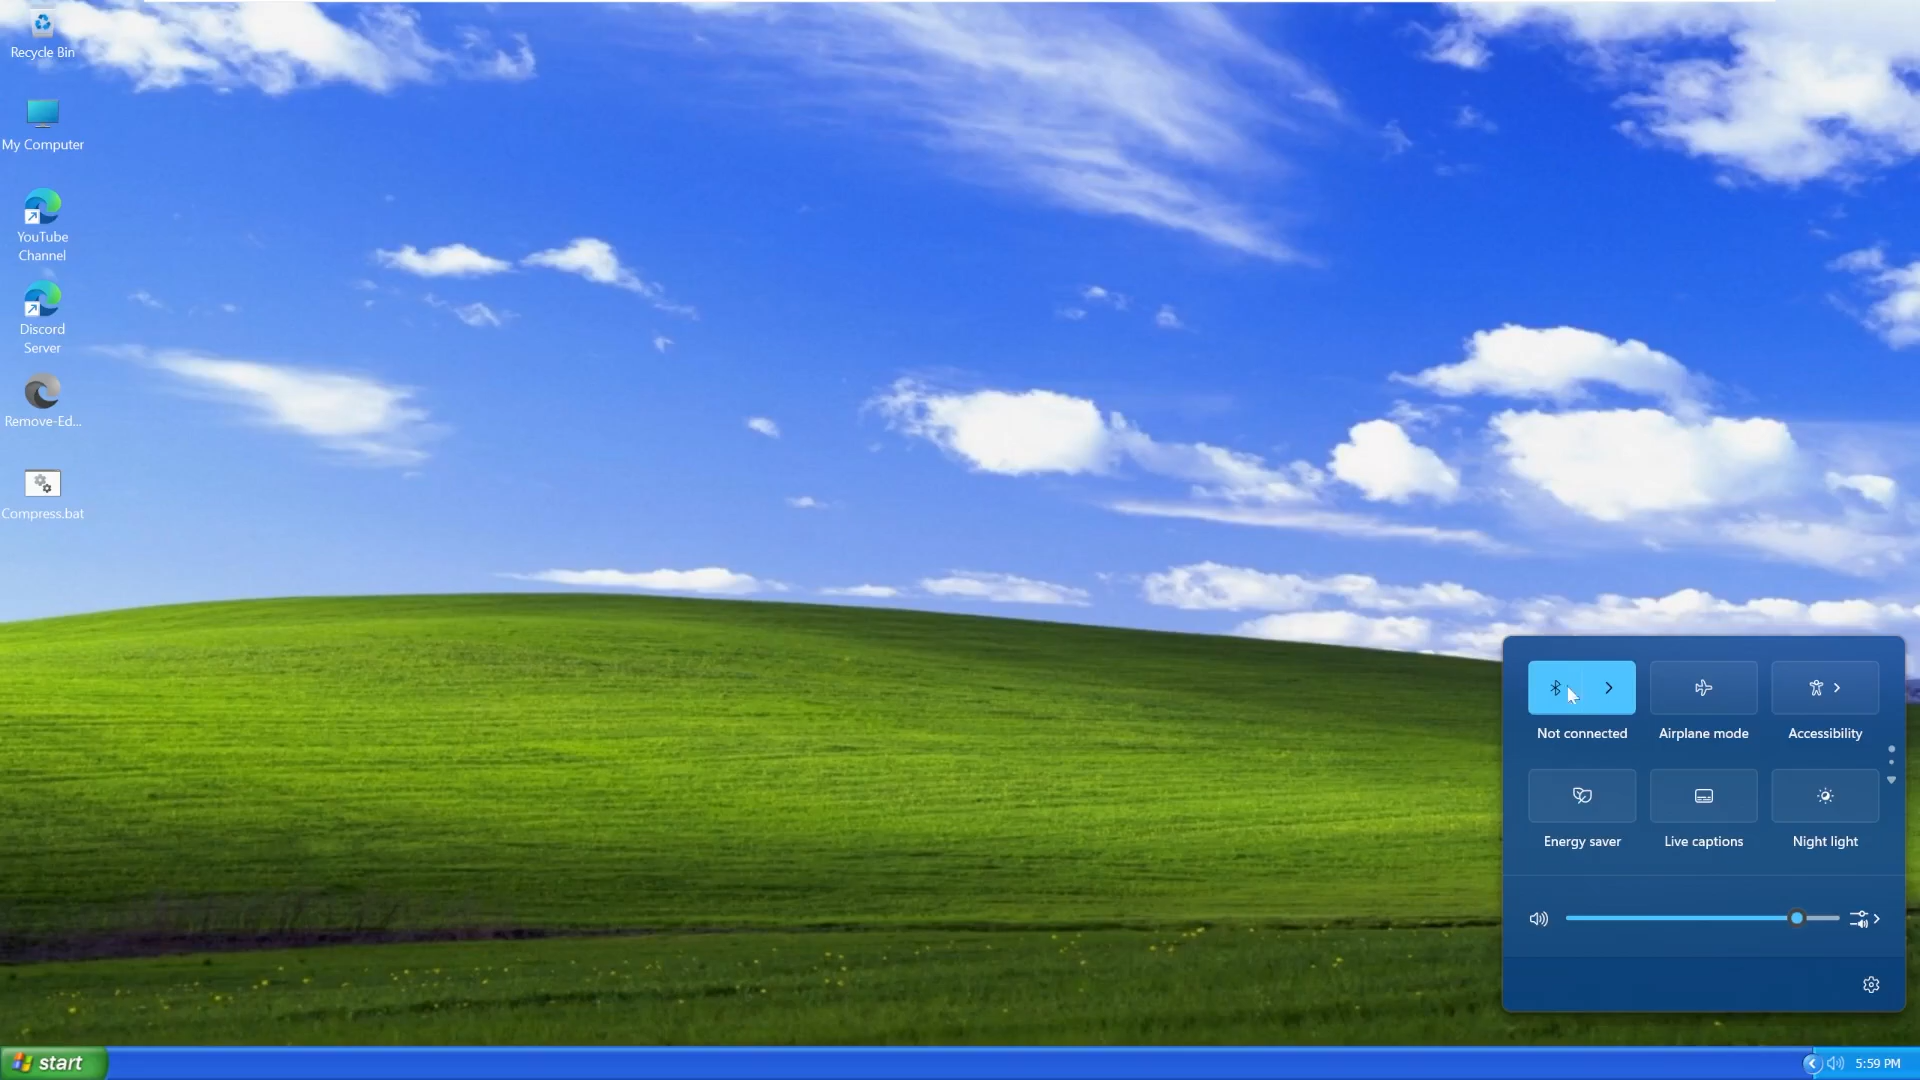 Recycle Bin
My Computer
YouTube
Channel
Discord
Server
Remove-Ed...
Compress.bat
Not connected
Airplane mode
Accessibility
Energy saver
Live captions
Night light
start
5:59 PM